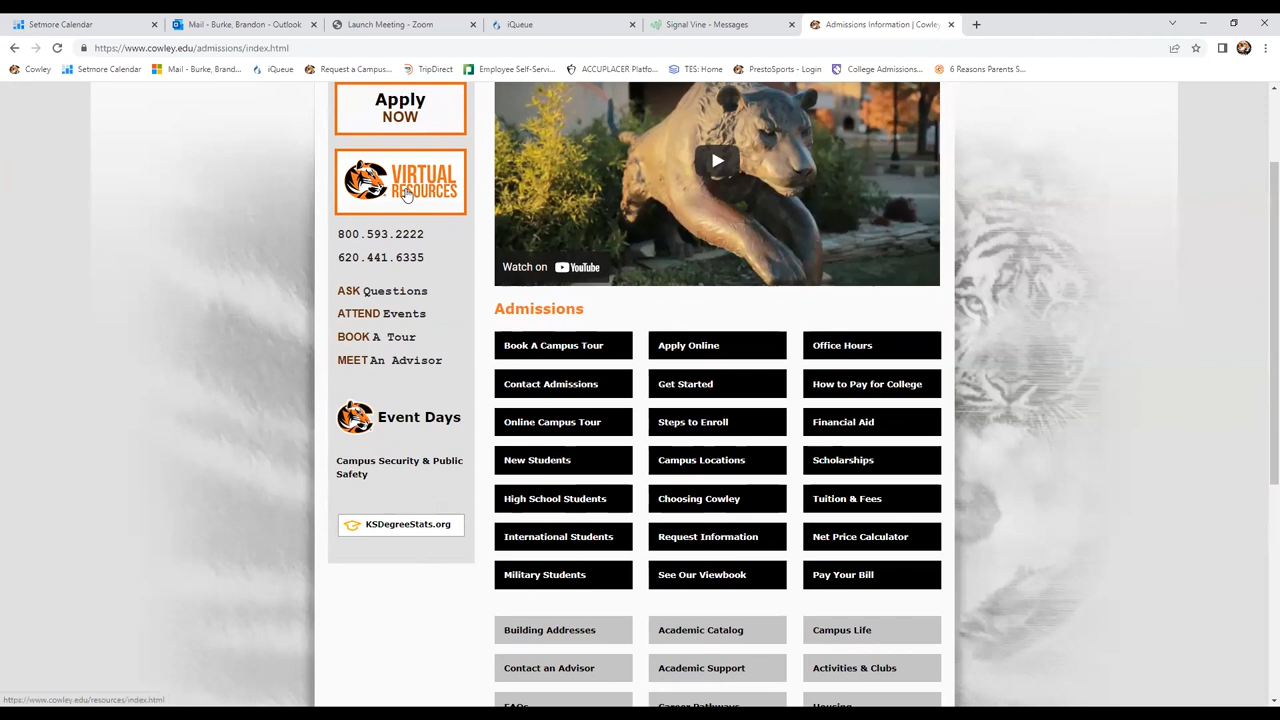 Setmore Calendar
Mail - Burke, Brandon - Outlook
Launch Meeting - Zoom
iQueue
Signal Vine - Messages
Admissions Information | Cowley
https://www.cowley.edu/admissions/index.html
Cowley
Setmore Calendar
Mail - Burke, Brand...
iQueue
Request a Campus...
TripDirect
Employee Self-Servi...
ACCUPLACER Platfo...
TES: Home
PrestoSports - Login
College Admissions...
6 Reasons Parents S...
Apply
NOW
VIRTUAL
RESOURCES
800.593.2222
620.441.6335
ASK Questions
ATTEND Events
BOOK A Tour
MEET An Advisor
Event Days
Campus Security & Public
Safety
KSDegreeStats.org
Watch on YouTube
Admissions
Book A Campus Tour
Apply Online
Office Hours
Contact Admissions
Get Started
How to Pay for College
Online Campus Tour
Steps to Enroll
Financial Aid
New Students
Campus Locations
Scholarships
High School Students
Choosing Cowley
Tuition & Fees
International Students
Request Information
Net Price Calculator
Military Students
See Our Viewbook
Pay Your Bill
Building Addresses
Academic Catalog
Campus Life
Contact an Advisor
Academic Support
Activities & Clubs
FAQs
Career Pathways
Housing
https://www.cowley-edu/resources/index.html